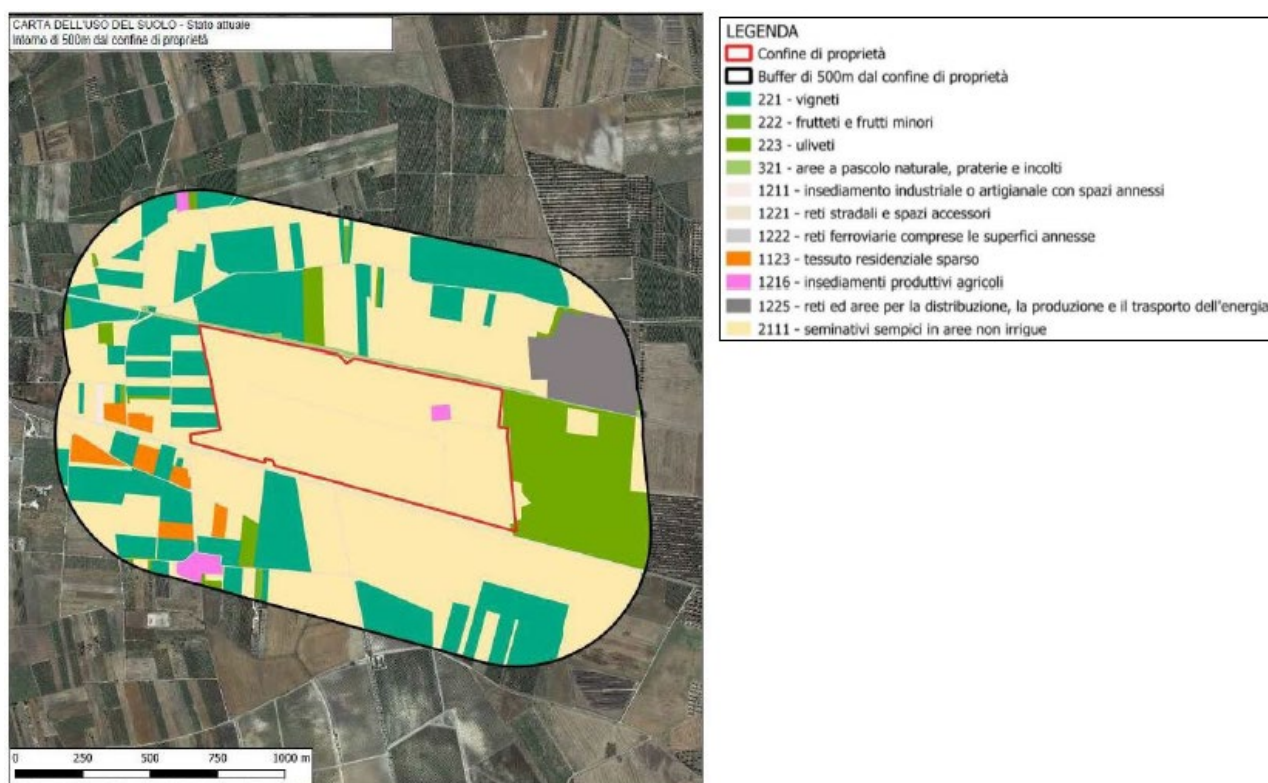 CARTA DELL'USO DEL SUOLO - Stato attuale
Intorno di 500m dal confine di proprietà
LEGENDA
Confine di proprietà
Buffer di 500m dal confine di proprietà
221 - vigneti
222 - frutteti e frutti minori
223 - uliveti
321 - aree a pascolo naturale, praterie e incolti
1211 - insediamento industriale o artigianale con spazi annessi
1221 - reti stradali e spazi accessori
1222 - reti ferroviarie comprese le superfici annesse
1123 - tessuto residenziale sparso
1216 - insediamenti produttivi agricoli
1225 - reti ed aree per la distribuzione, la produzione e il trasporto dell'energia
2111 - seminativi sempici in aree non irrigue
0 250 500 750 1000 m